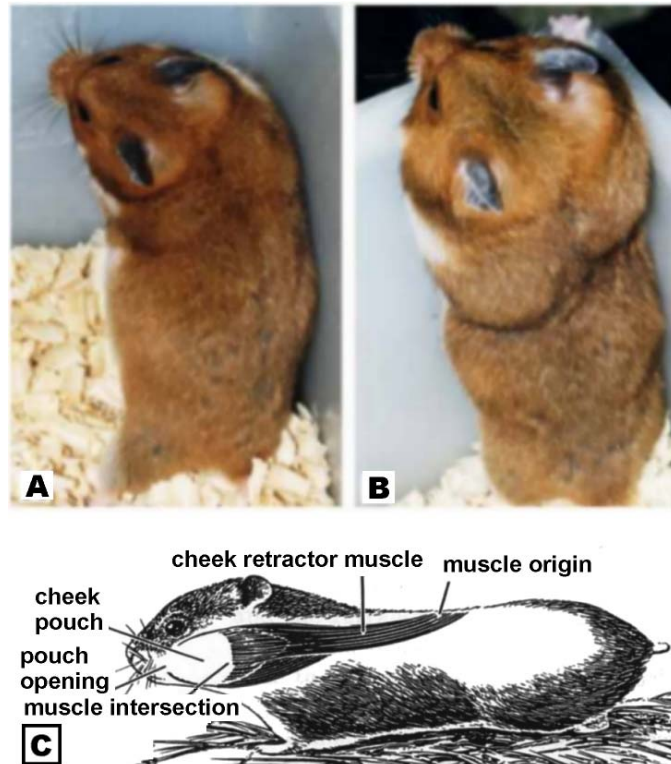 A
B
cheek retractor muscle
muscle origin
cheek
pouch
pouch
opening
muscle intersection
C